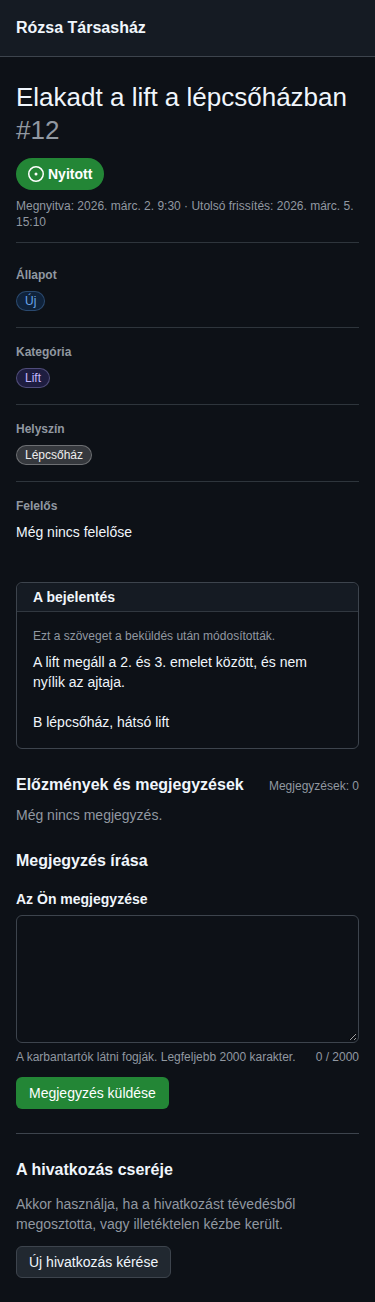 Rózsa Társasház
Elakadt a lift a lépcsőházban
#12
Nyitott
Megnyitva: 2026. márc. 2. 9:30 · Utolsó frissítés: 2026. márc. 5.
15:10
Állapot
Új
Kategória
Lift
Helyszín
Lépcsőház
Felelős
Még nincs felelőse
A bejelentés
Ezt a szöveget a beküldés után módosították.
A lift megáll a 2. és 3. emelet között, és nem
nyílik az ajtaja.
B lépcsőház, hátsó lift
Előzmények és megjegyzések Megjegyzések: 0
Még nincs megjegyzés.
Megjegyzés írása
Az Ön megjegyzése
A karbantartók látni fogják. Legfeljebb 2000 karakter. 0 / 2000
Megjegyzés küldése
A hivatkozás cseréje
Akkor használja, ha a hivatkozást tévedésből
megosztotta, vagy illetéktelen kézbe került.
Új hivatkozás kérése